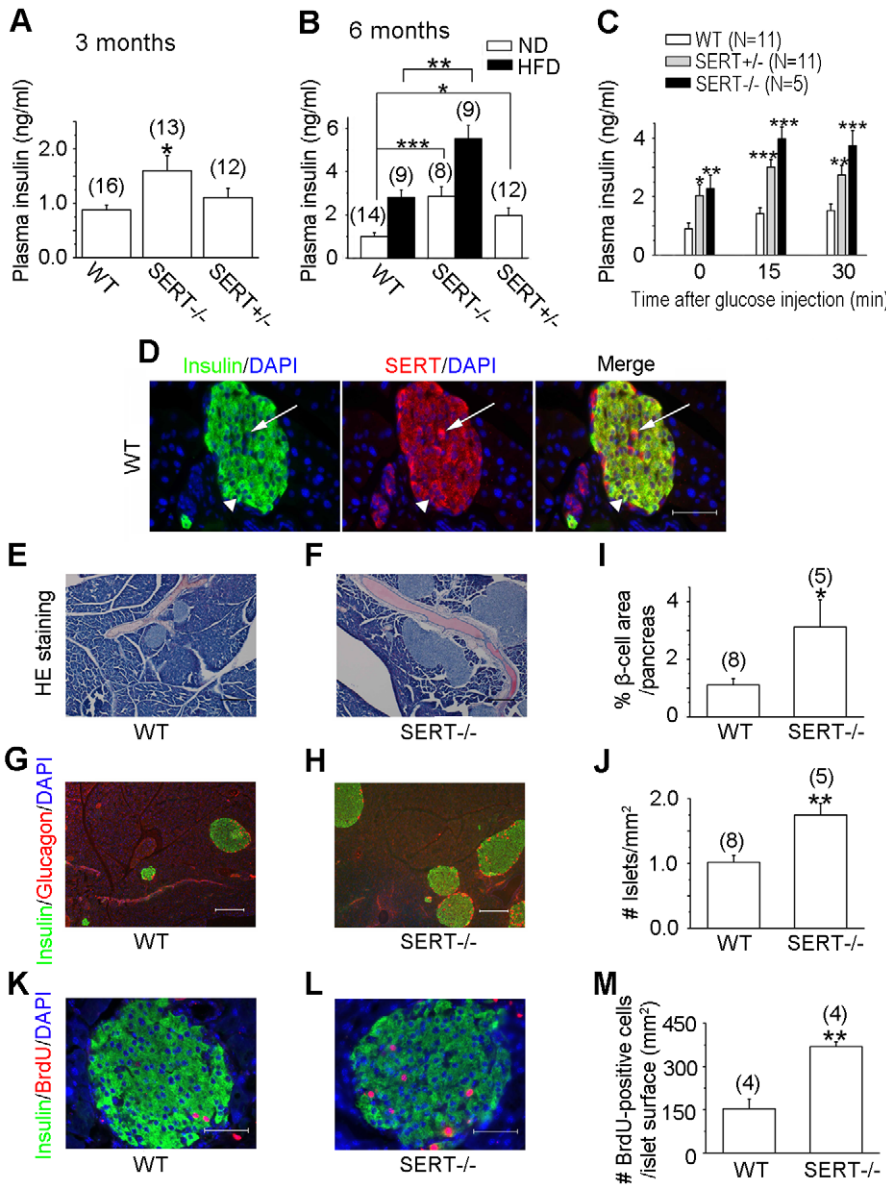 A
3 months
Plasma insulin (ng/ml)
2.0
1.0
0.0
(16)
(13)
*
(12)
WT
SERT-/-
SERT+/-
B
6 months
ND
HFD
Plasma insulin (ng/ml)
6
4
2
0
**
*
***
(14)
(9)
(8)
(9)
(12)
WT
SERT-/-
SERT+/-
C
WT (N=11)
SERT+/- (N=11)
SERT-/- (N=5)
Plasma insulin (ng/ml)
6
4
2
0
*
**
***
***
**
***
0
15
30
Time after glucose injection (min)
D
Insulin/DAPI
SERT/DAPI
Merge
WT
E
HE staining
WT
F
SERT-/-
I
% β-cell area
/pancreas
4
2
0
(8)
(5)
*
WT
SERT-/-
G
Insulin/Glucagon/DAPI
WT
H
SERT-/-
J
# Islets/mm²
2.0
1.0
0.0
(8)
(5)
**
WT
SERT-/-
K
Insulin/BrdU/DAPI
WT
L
SERT-/-
M
# BrdU-positive cells
/islet surface (mm²)
450
300
150
0
(4)
(4)
**
WT
SERT-/-